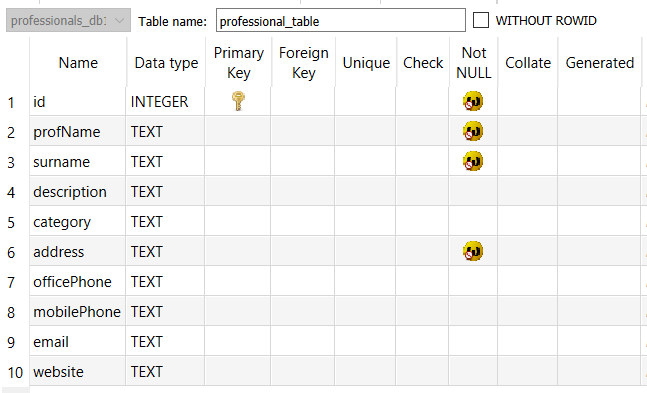 professionals_db1 Table name: professional_table WITHOUT ROWID
Name Data type Primary Key Foreign Key Unique Check Not NULL Collate Generated
1 id INTEGER
2 profName TEXT
3 surname TEXT
4 description TEXT
5 category TEXT
6 address TEXT
7 officePhone TEXT
8 mobilePhone TEXT
9 email TEXT
10 website TEXT